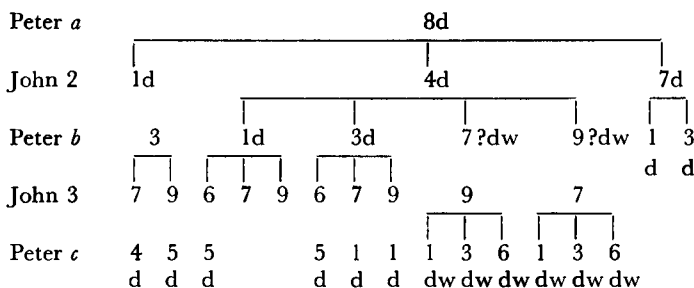 Peter a 8d
John 2 1d 4d 7d
Peter b 3 1d 3d 7 ?dw 9 ?dw 1 3
d d
John 3 7 9 6 7 9 6 7 9 9 7
Peter c 4 5 5 5 1 1 1 3 6 1 3 6
d d d d d d dw dw dw dw dw dw